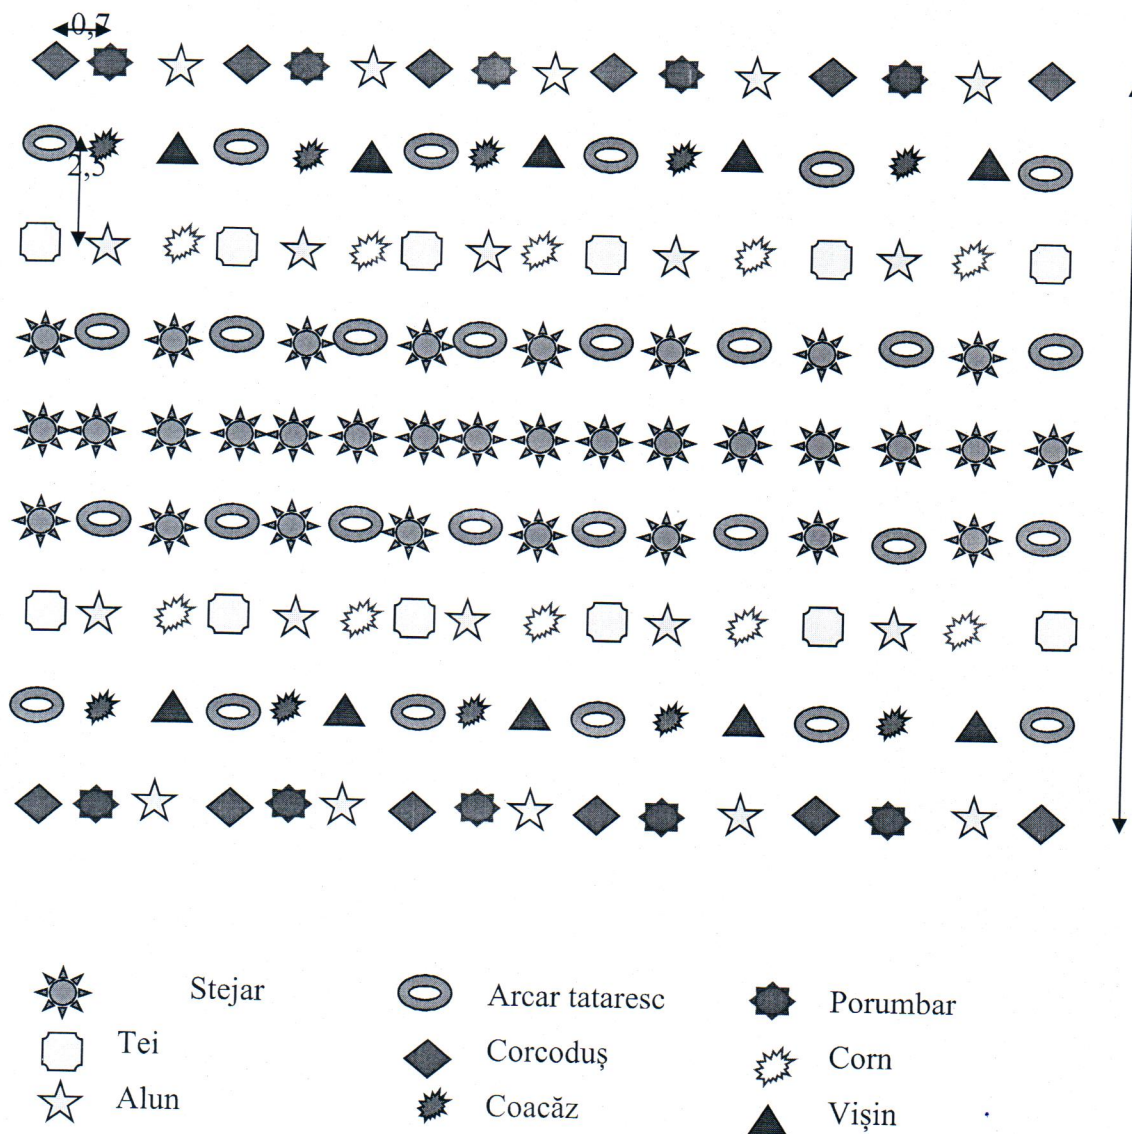 0,7
2,5
Stejar Arcar tataresc Porumbar
Tei Corcoduș Corn
Alun Coacăz Vișin